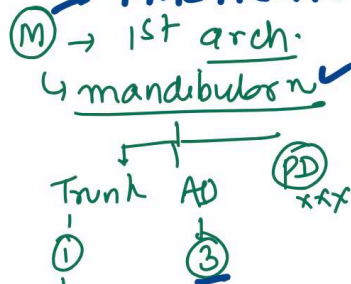 M → 1st arch.
↳ mandibular n ✓
Trunk AD PD
xxx
1 3